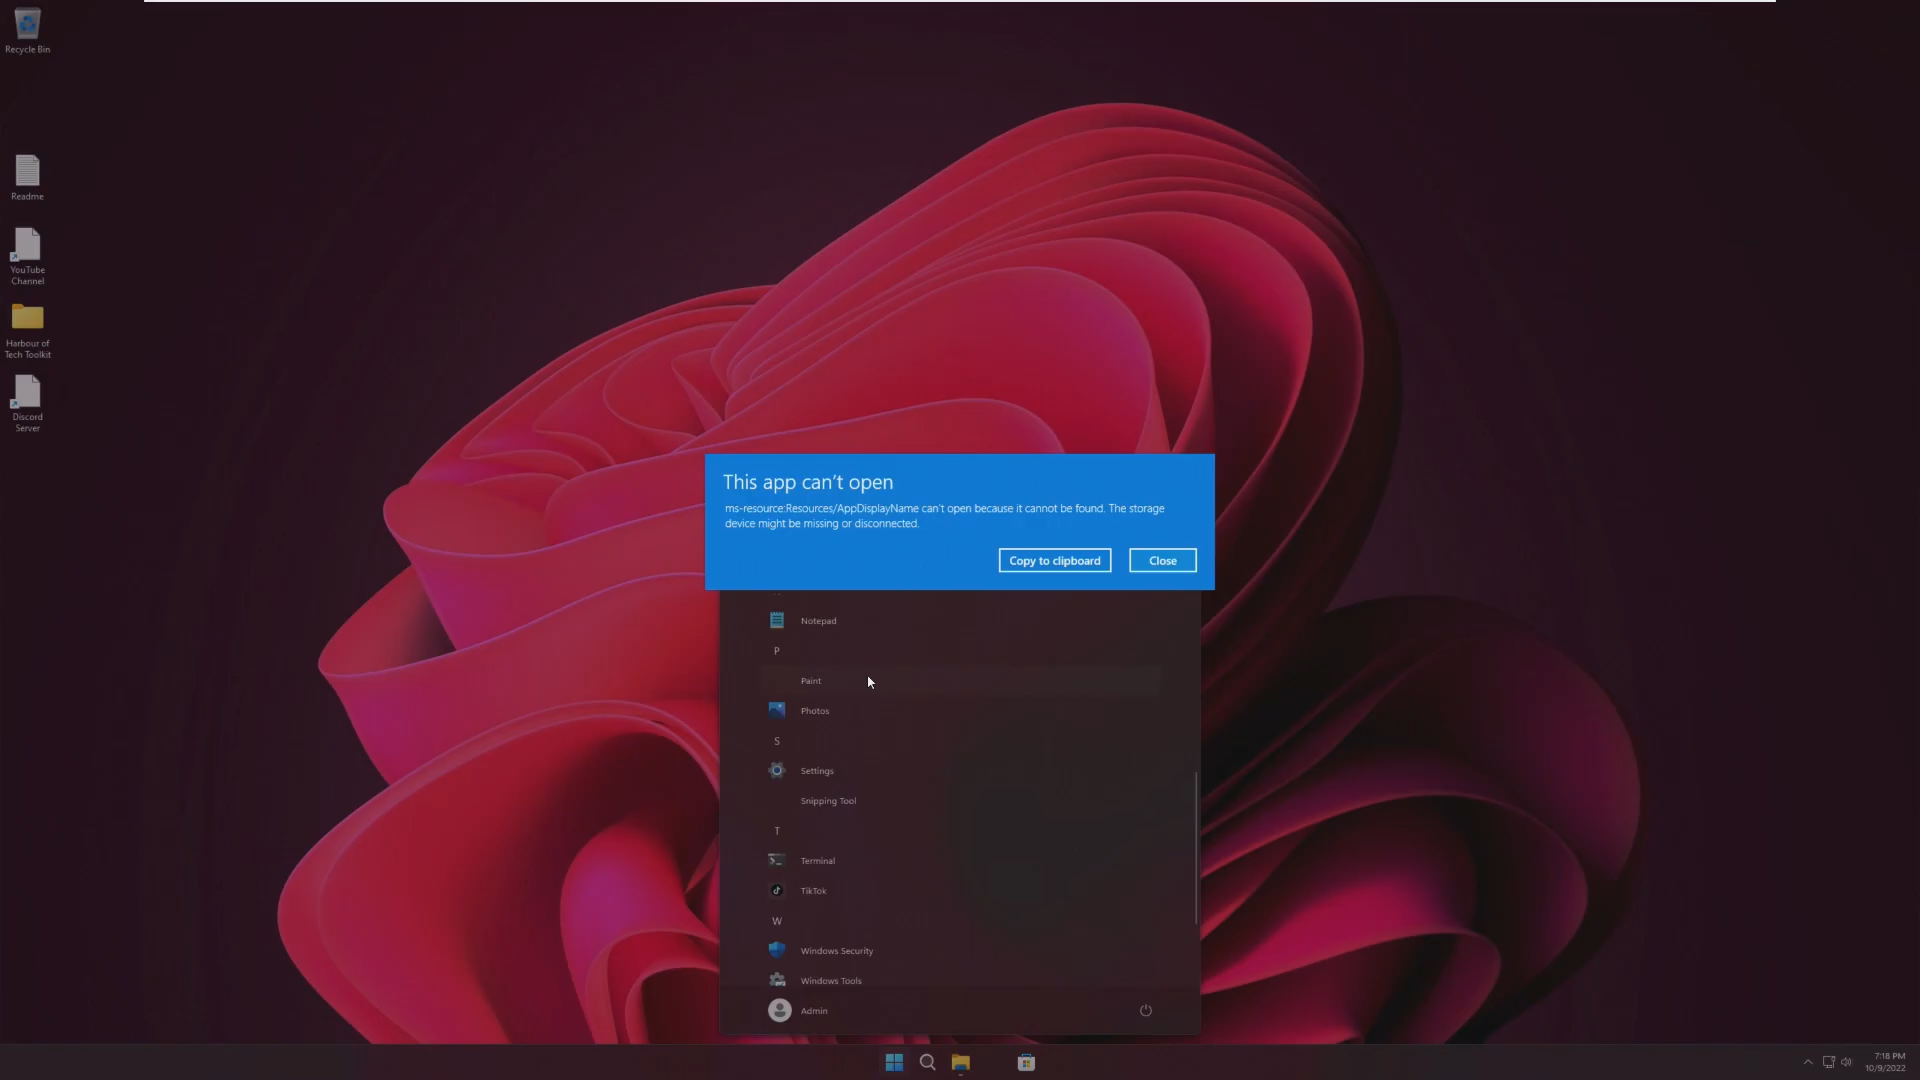 Recycle Bin
Readme
YouTube
Channel
Harbour of
Tech Toolkit
Discord
Server
This app can't open
ms-resource:Resources/AppDisplayName can't open because it cannot be found. The storage
device might be missing or disconnected.
Copy to clipboard
Close
Notepad
P
Paint
Photos
S
Settings
Snipping Tool
T
Terminal
TikTok
W
Windows Security
Windows Tools
Admin
7:18 PM
10/9/2022